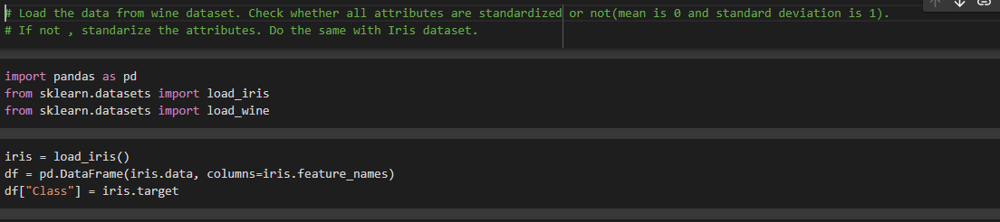 # Load the data from wine dataset. Check whether all attributes are standardized or not(mean is 0 and standard deviation is 1).
# If not , standarize the attributes. Do the same with Iris dataset.
import pandas as pd
from sklearn.datasets import load_iris
from sklearn.datasets import load_wine
iris = load_iris()
df = pd.DataFrame(iris.data, columns=iris.feature_names)
df["Class"] = iris.target